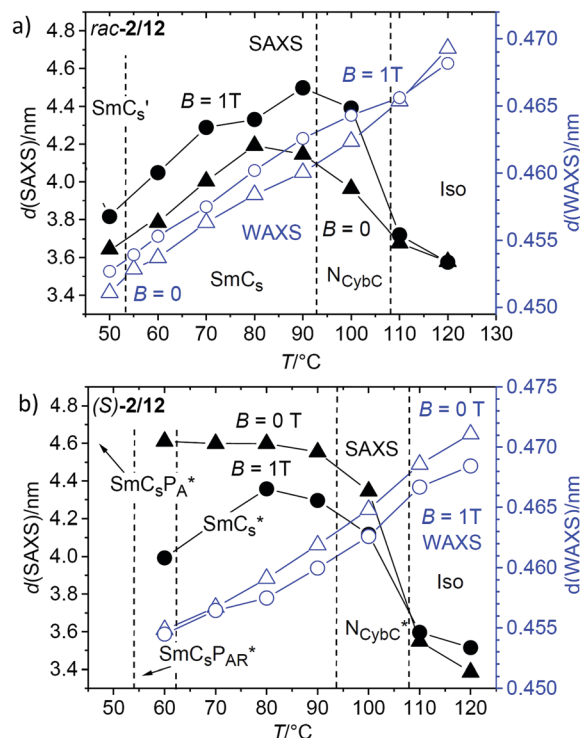 a)
rac-2/12
SAXS
B = 1T
B = 1T
SmCs'
WAXS
B = 0
B = 0
SmCs
NCybC
Iso
d(SAXS)/nm
4.8
4.6
4.4
4.2
4.0
3.8
3.6
3.4
d(WAXS)/nm
0.470
0.465
0.460
0.455
0.450
50 60 70 80 90 100 110 120 130
T/°C
b)
(S)-2/12
B = 0 T
B = 0 T
SAXS
B = 1T
SmCsPA*
SmCs*
B = 1T
WAXS
Iso
NCybC*
SmCsPAR*
d(SAXS)/nm
4.8
4.6
4.4
4.2
4.0
3.8
3.6
3.4
d(WAXS)/nm
0.475
0.470
0.465
0.460
0.455
0.450
50 60 70 80 90 100 110 120
T/°C